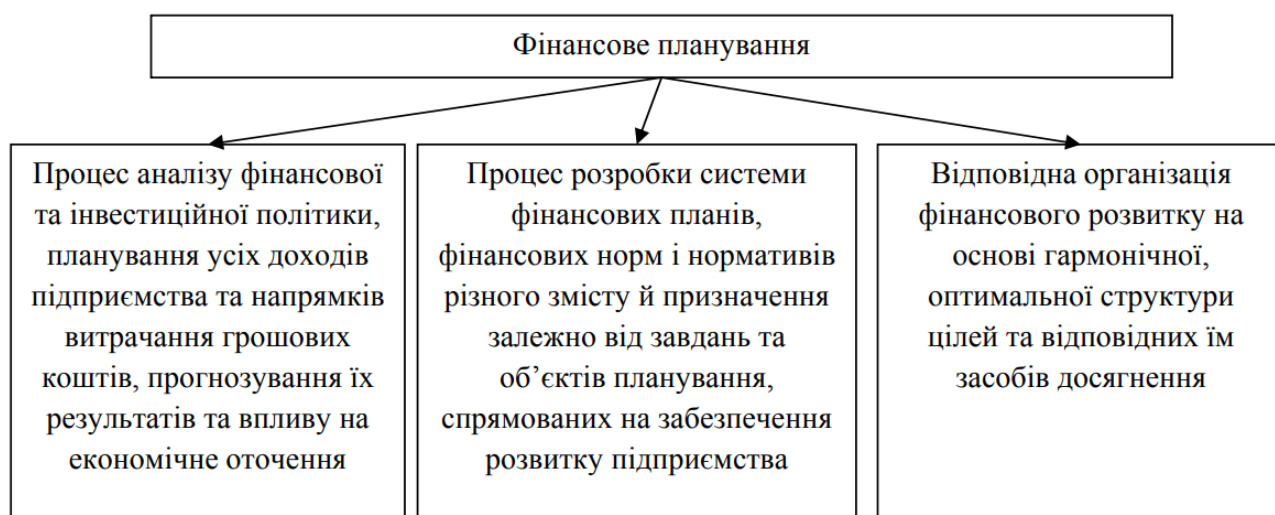 Фінансове планування
Процес аналізу фінансової
та інвестиційної політики,
планування усіх доходів
підприємства та напрямків
витрачання грошових
коштів, прогнозування їх
результатів та впливу на
економічне оточення
Процес розробки системи
фінансових планів,
фінансових норм і нормативів
різного змісту й призначення
залежно від завдань та
об’єктів планування,
спрямованих на забезпечення
розвитку підприємства
Відповідна організація
фінансового розвитку на
основі гармонічної,
оптимальної структури
цілей та відповідних їм
засобів досягнення